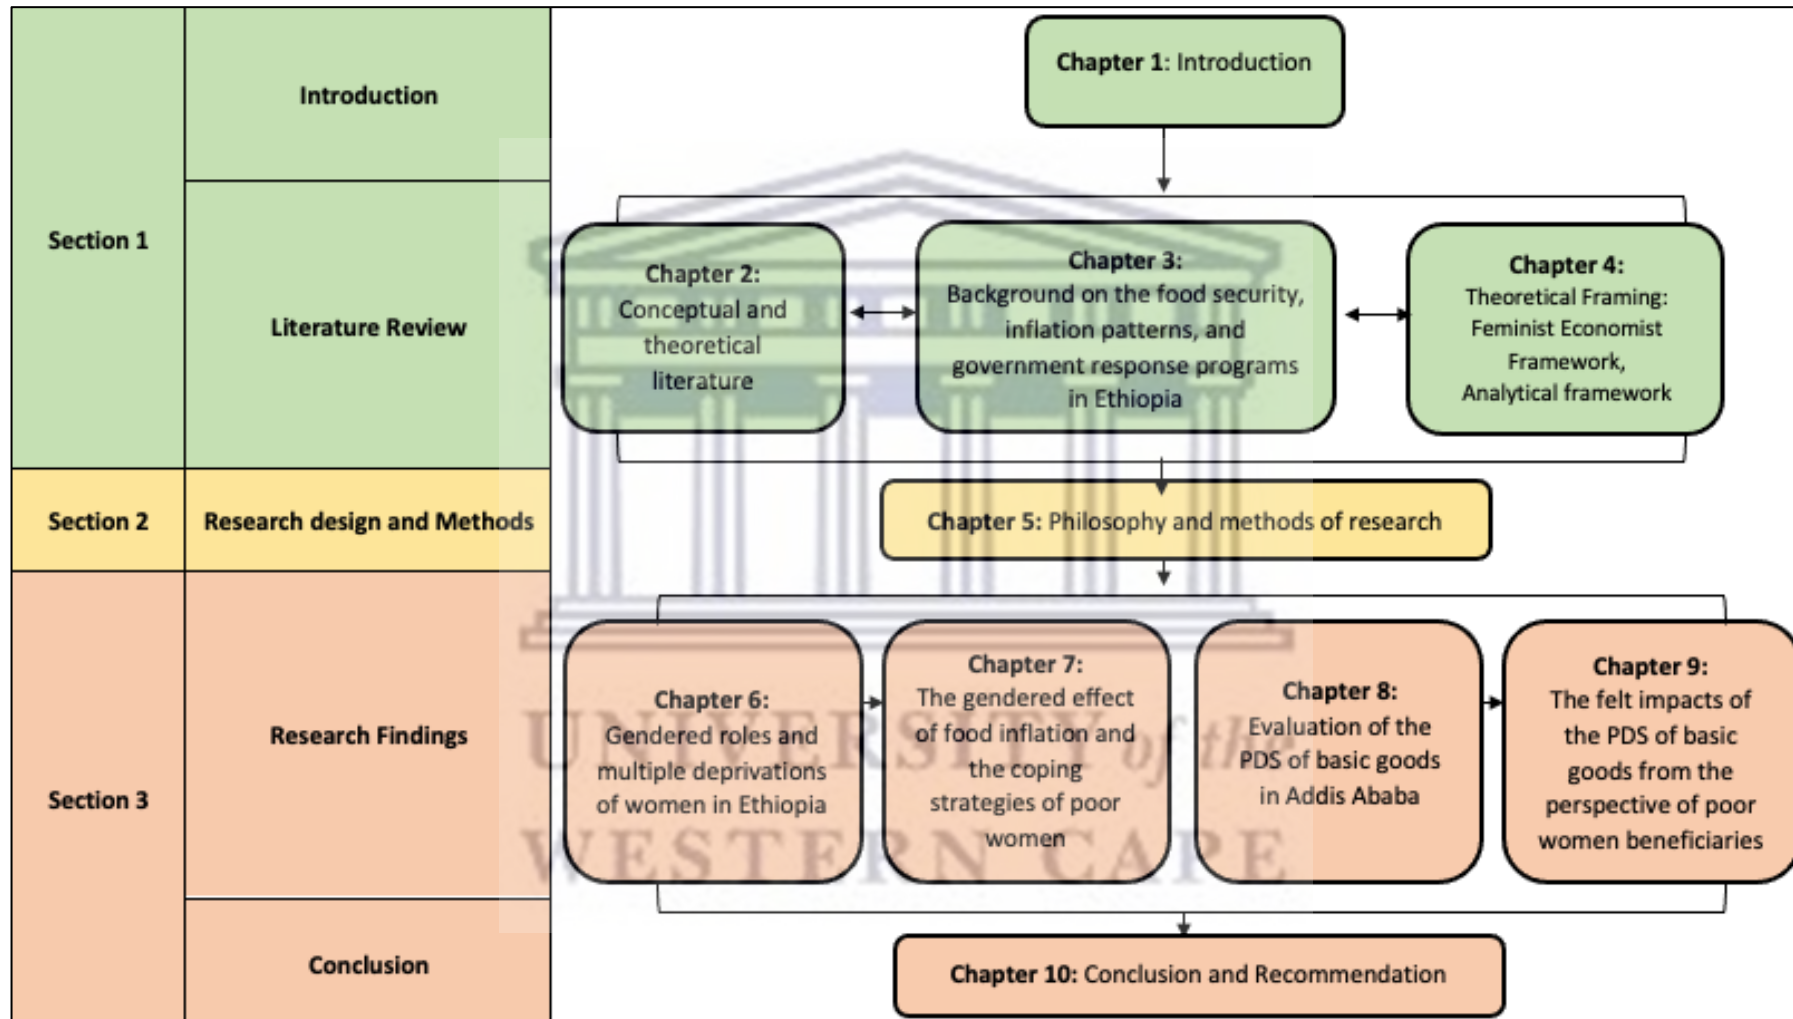 Section 1
Introduction
Literature Review
Chapter 1: Introduction
Chapter 2:
Conceptual and
theoretical
literature
Chapter 3:
Background on the food security,
inflation patterns, and
government response programs
in Ethiopia
Chapter 4:
Theoretical Framing:
Feminist Economist
Framework,
Analytical framework
Section 2
Research design and Methods
Chapter 5: Philosophy and methods of research
Section 3
Research Findings
Conclusion
Chapter 6:
Gendered roles and
multiple deprivations
of women in Ethiopia
Chapter 7:
The gendered effect
of food inflation and
the coping
strategies of poor
women
Chapter 8:
Evaluation of the
PDS of basic goods
in Addis Ababa
Chapter 9:
The felt impacts of
the PDS of basic
goods from the
perspective of poor
women beneficiaries
Chapter 10: Conclusion and Recommendation
UNIVERSITY of the
WESTERN CAPE